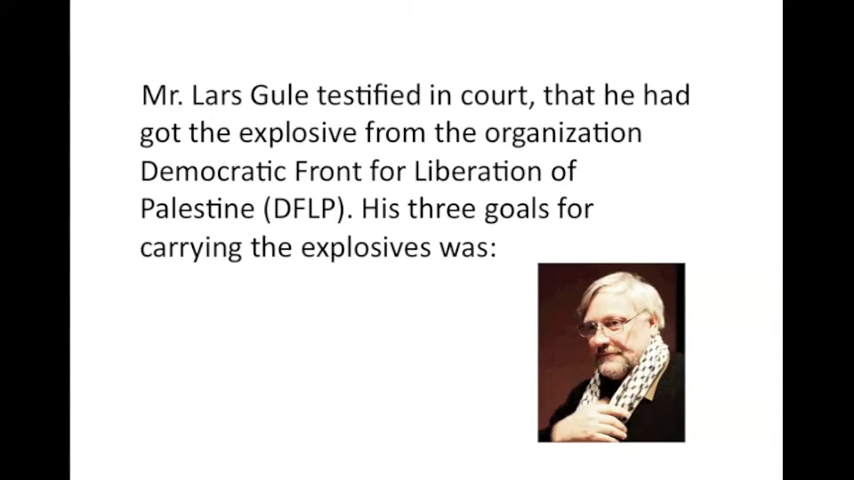 Mr. Lars Gule testified in court, that he had
got the explosive from the organization
Democratic Front for Liberation of
Palestine (DFLP). His three goals for
carrying the explosives was: